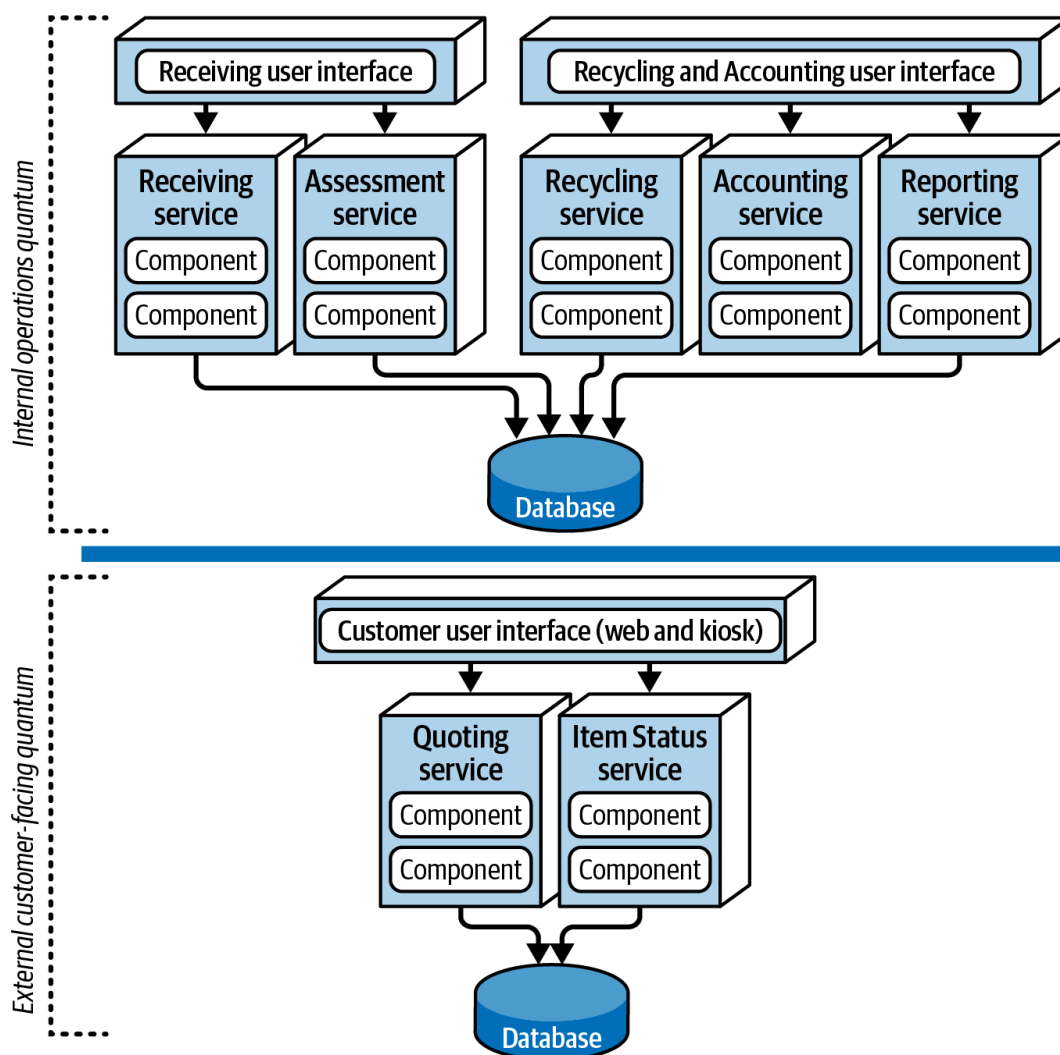 Internal operations quantum
Receiving user interface
Recycling and Accounting user interface
Receiving
service
Component
Component
Assessment
service
Component
Component
Recycling
service
Component
Component
Accounting
service
Component
Component
Reporting
service
Component
Component
Database
External customer-facing quantum
Customer user interface (web and kiosk)
Quoting
service
Component
Component
Item Status
service
Component
Component
Database